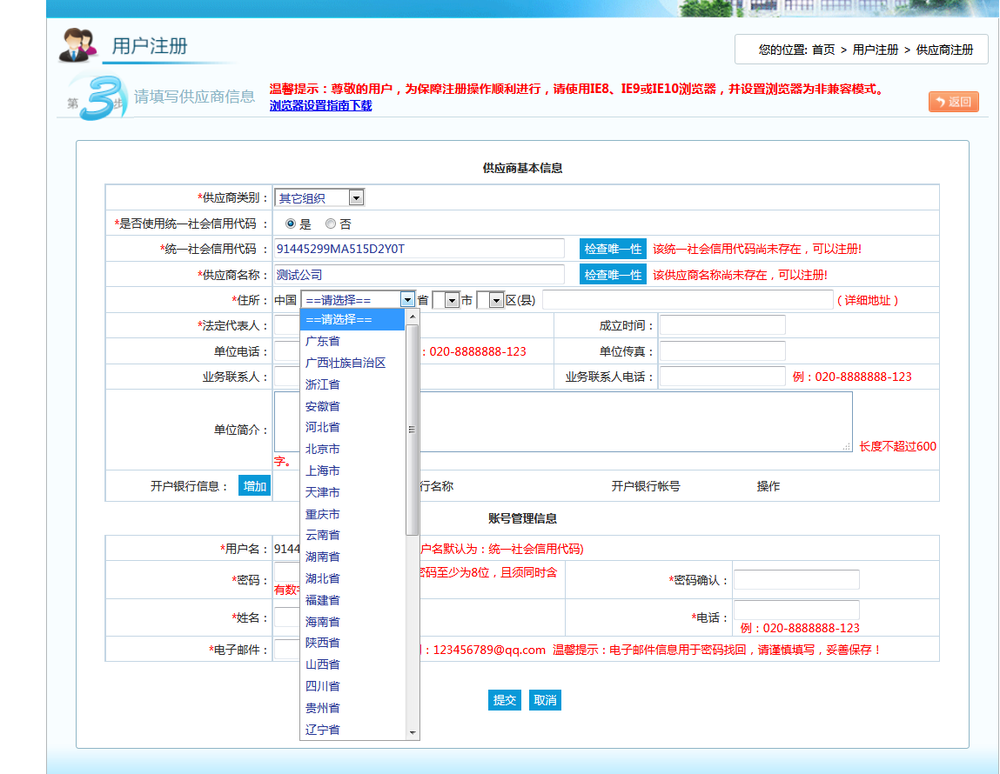 用户注册
您的位置: 首页 > 用户注册 > 供应商注册
第3步
请填写供应商信息
温馨提示：尊敬的用户，为保障注册操作顺利进行，请使用IE8、IE9或IE10浏览器，并设置浏览器为非兼容模式。
浏览器设置指南下载
返回
供应商基本信息
*供应商类别： 其它组织
*是否使用统一社会信用代码 ： 是 否
*统一社会信用代码 ： 91445299MA515D2Y0T 检查唯一性 该统一社会信用代码尚未存在，可以注册!
*供应商名称： 测试公司 检查唯一性 该供应商名称尚未存在，可以注册!
*住所： 中国 ==请选择== 省 市 区(县) ( 详细地址 )
==请选择==
广东省
广西壮族自治区
浙江省
安徽省
河北省
北京市
上海市
天津市
重庆市
云南省
湖南省
湖北省
福建省
海南省
陕西省
山西省
四川省
贵州省
辽宁省
*法定代表人： 成立时间：
单位电话： ：020-8888888-123 单位传真：
业务联系人： 业务联系人电话： 例：020-8888888-123
单位简介： 长度不超过600
字。
开户银行信息： 增加 行名称 开户银行帐号 操作
账号管理信息
*用户名： 9144 户名默认为：统一社会信用代码)
*密码： 密码至少为8位，且须同时含
有数字 *密码确认：
*姓名： *电话：
例：020-8888888-123
*电子邮件： ：123456789@qq.com 温馨提示：电子邮件信息用于密码找回，请谨慎填写，妥善保存！
提交 取消